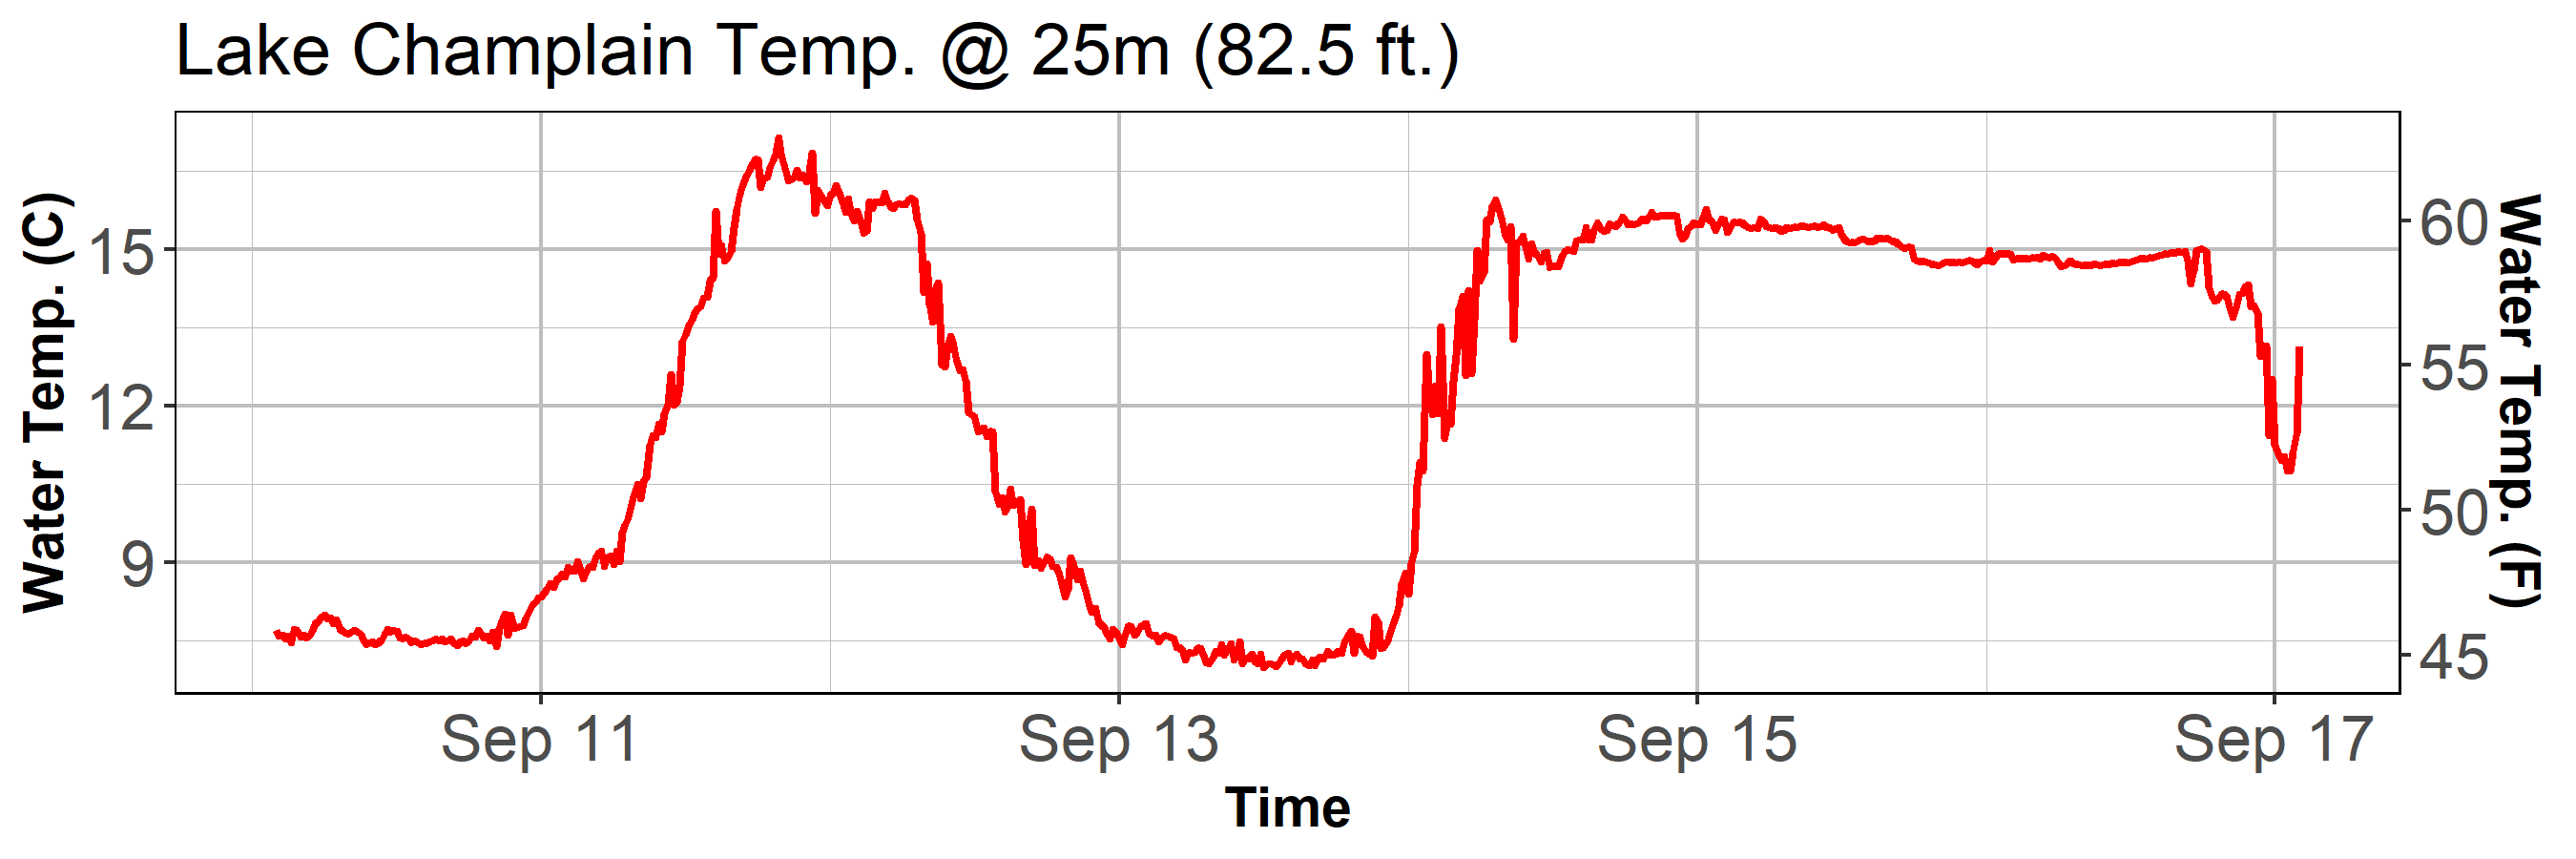 Lake Champlain Temp. @ 25m (82.5 ft.)
Water Temp. (C)
15
12
9
60
55
50
45
Water Temp. (F)
Sep 11
Sep 13
Sep 15
Sep 17
Time